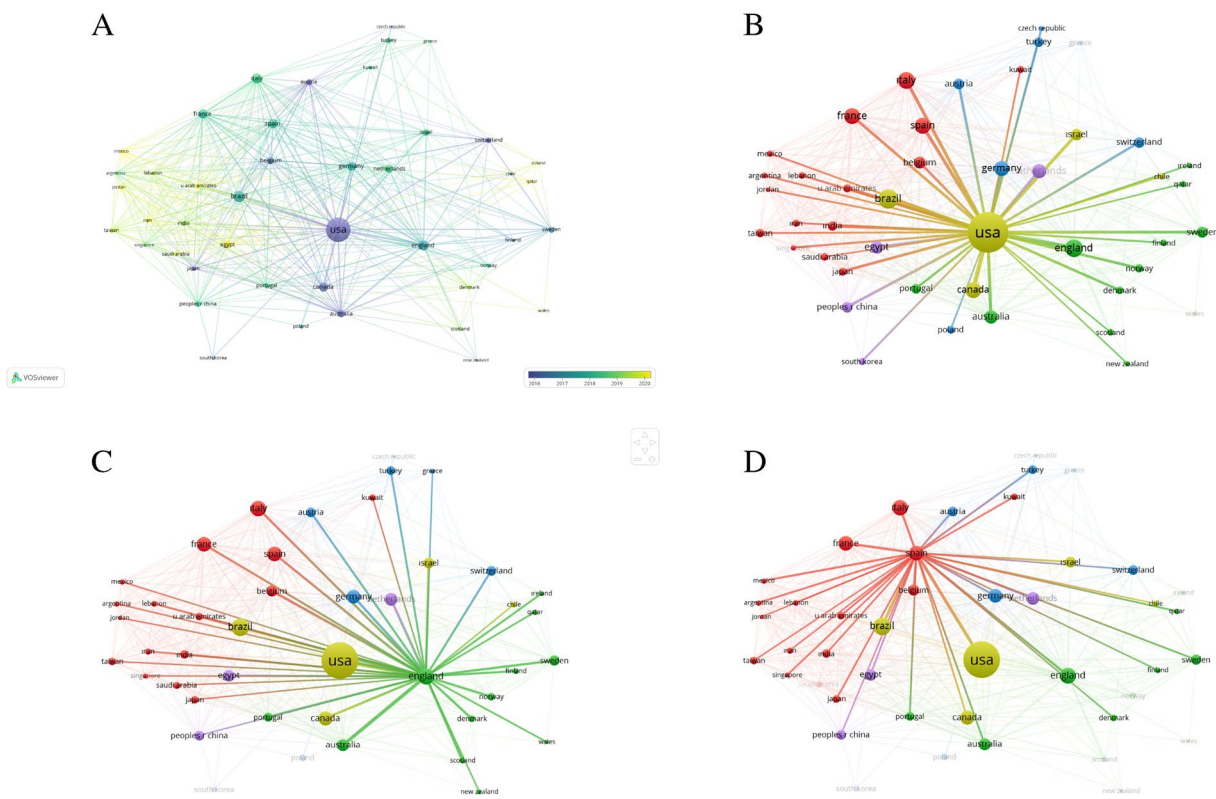 A
czech republic
turkey
greece
kuwait
italy
austria
france
spain
israel
switzerland
mexico
belgium
germany
netherlands
ireland
argentina
lebanon
chile
jordan
u arab emirates
qatar
brazil
iran
india
taiwan
usa
sweden
singapore
egypt
england
finland
saudi arabia
japan
norway
portugal
canada
denmark
peoples r china
australia
poland
scotland
wales
south korea
new zealand
VOSviewer
2016 2017 2018 2019 2020
B
czech republic
turkey
greece
kuwait
italy
austria
france
spain
israel
switzerland
mexico
belgium
germany
netherlands
ireland
argentina
lebanon
chile
jordan
u arab emirates
qatar
brazil
iran
india
taiwan
usa
sweden
singapore
egypt
england
finland
saudi arabia
japan
norway
portugal
canada
denmark
peoples r china
australia
poland
scotland
wales
south korea
new zealand
C
czech republic
turkey
greece
kuwait
italy
austria
france
spain
israel
switzerland
mexico
belgium
germany
netherlands
ireland
argentina
lebanon
chile
jordan
u arab emirates
qatar
brazil
iran
india
taiwan
usa
sweden
singapore
egypt
england
finland
saudi arabia
japan
norway
portugal
canada
denmark
peoples r china
australia
poland
scotland
wales
south korea
new zealand
D
czech republic
turkey
greece
kuwait
italy
austria
france
spain
israel
switzerland
mexico
belgium
germany
netherlands
ireland
argentina
lebanon
chile
jordan
u arab emirates
qatar
brazil
iran
india
taiwan
usa
sweden
singapore
egypt
england
finland
saudi arabia
japan
norway
portugal
canada
denmark
peoples r china
australia
poland
scotland
wales
south korea
new zealand